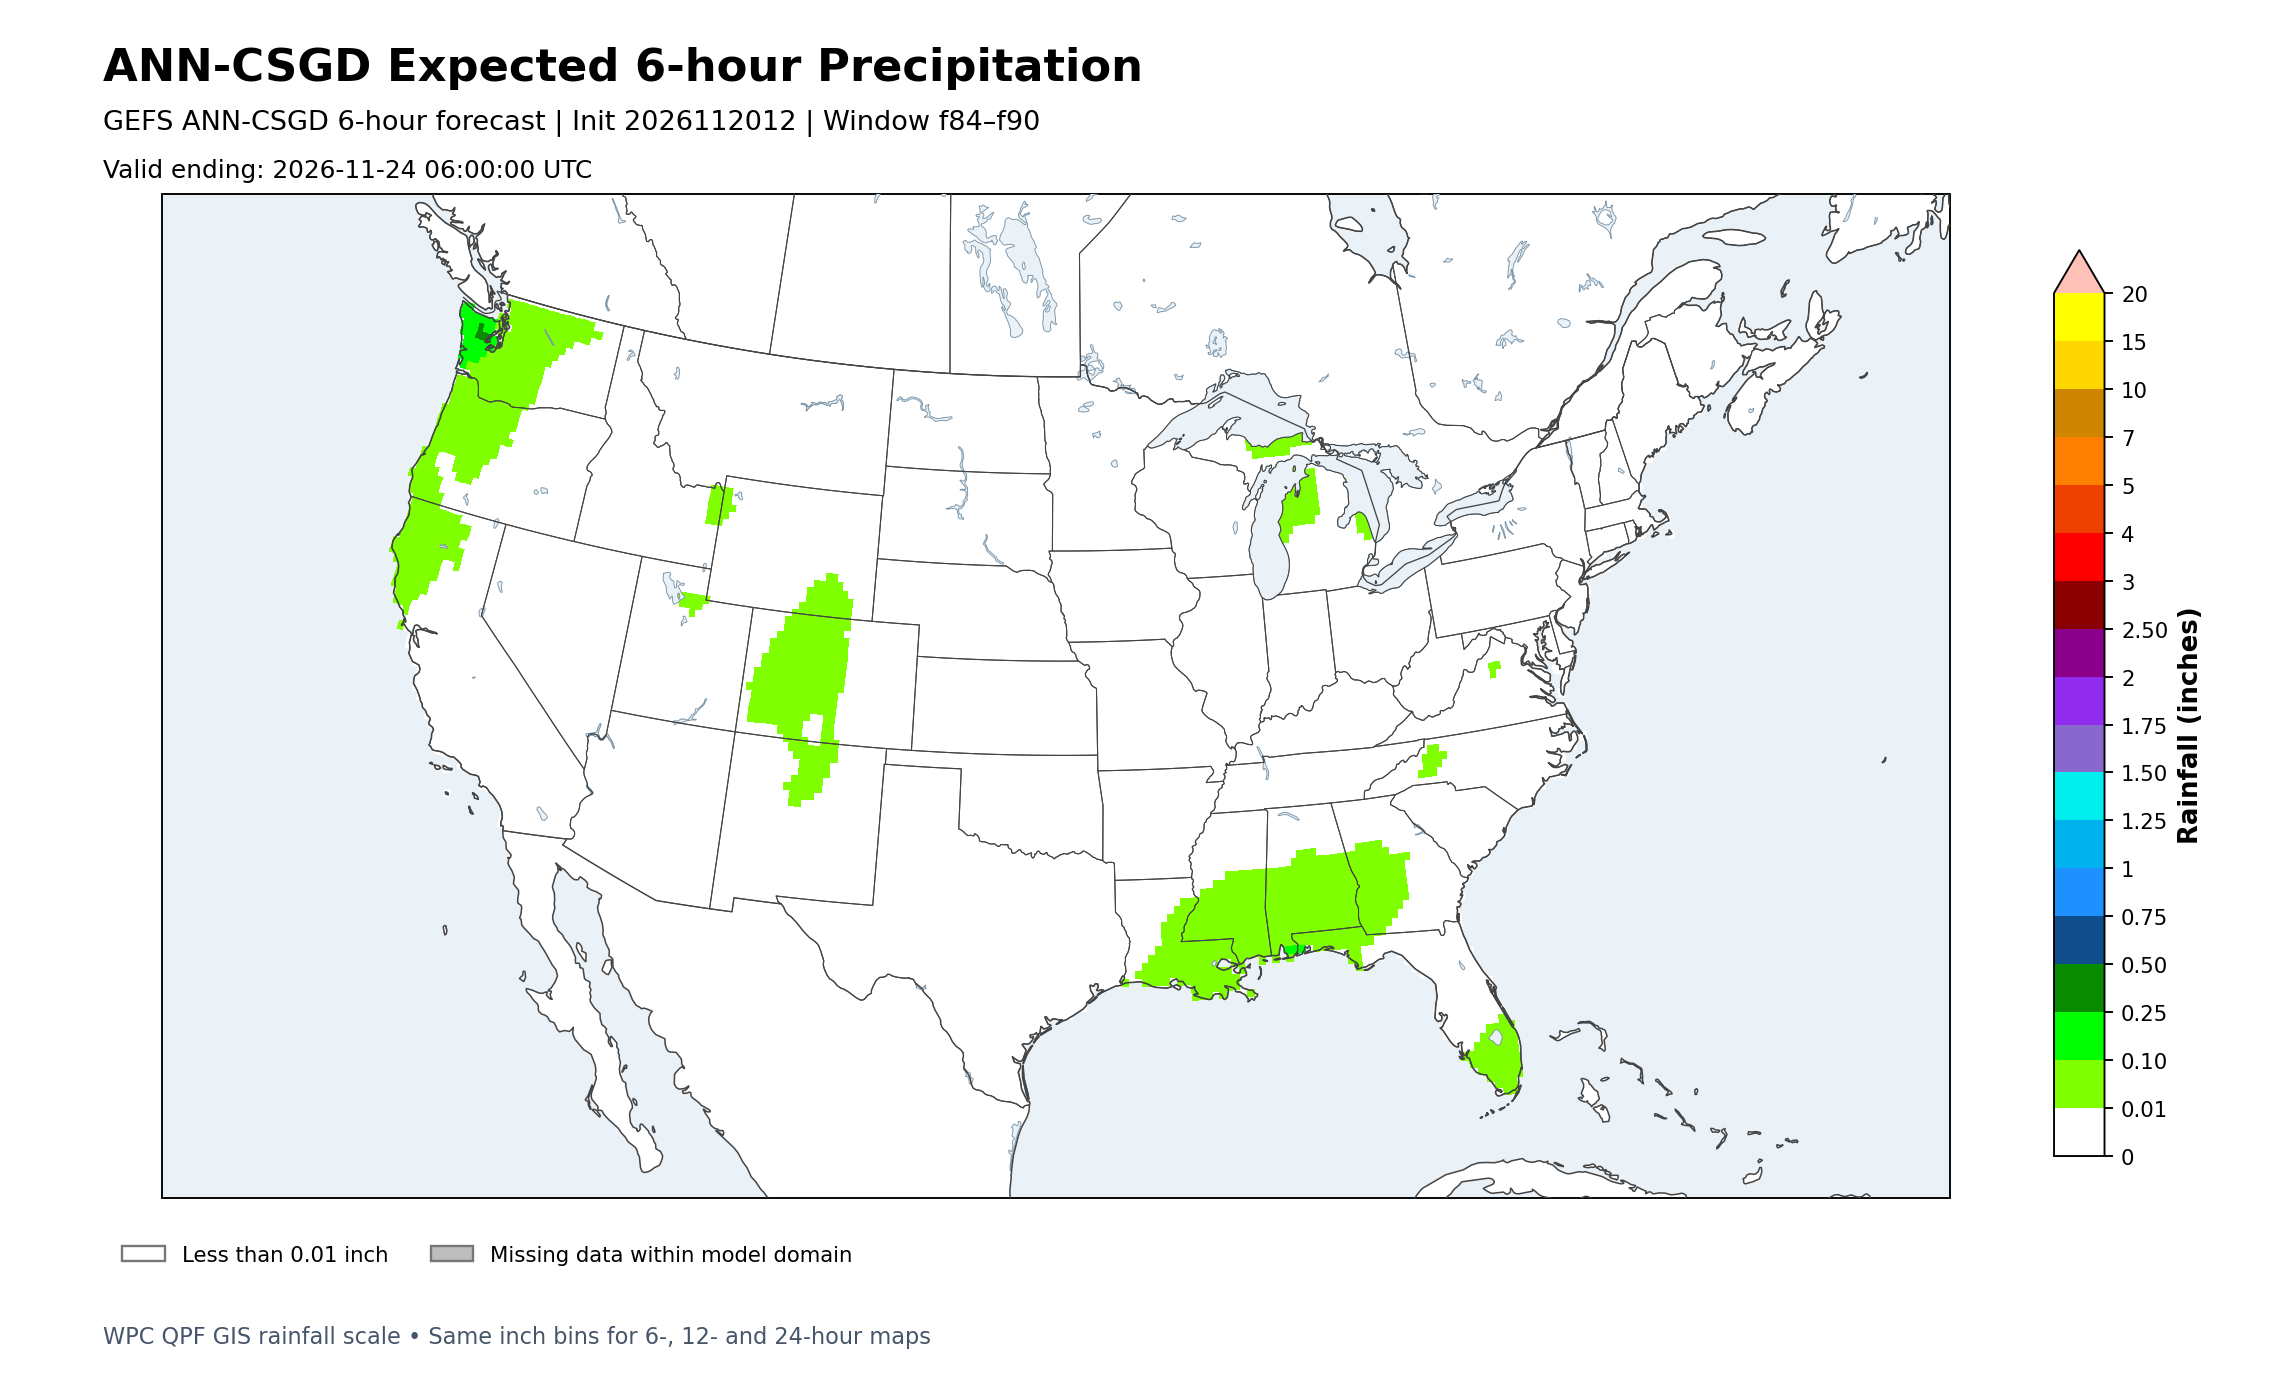 ANN-CSGD Expected 6-hour Precipitation
GEFS ANN-CSGD 6-hour forecast | Init 2026112012 | Window f84–f90
Valid ending: 2026-11-24 06:00:00 UTC
20
15
10
7
5
4
3
2.50
2
1.75
1.50
1.25
1
0.75
0.50
0.25
0.10
0.01
0
Rainfall (inches)
Less than 0.01 inch
Missing data within model domain
WPC QPF GIS rainfall scale • Same inch bins for 6-, 12- and 24-hour maps